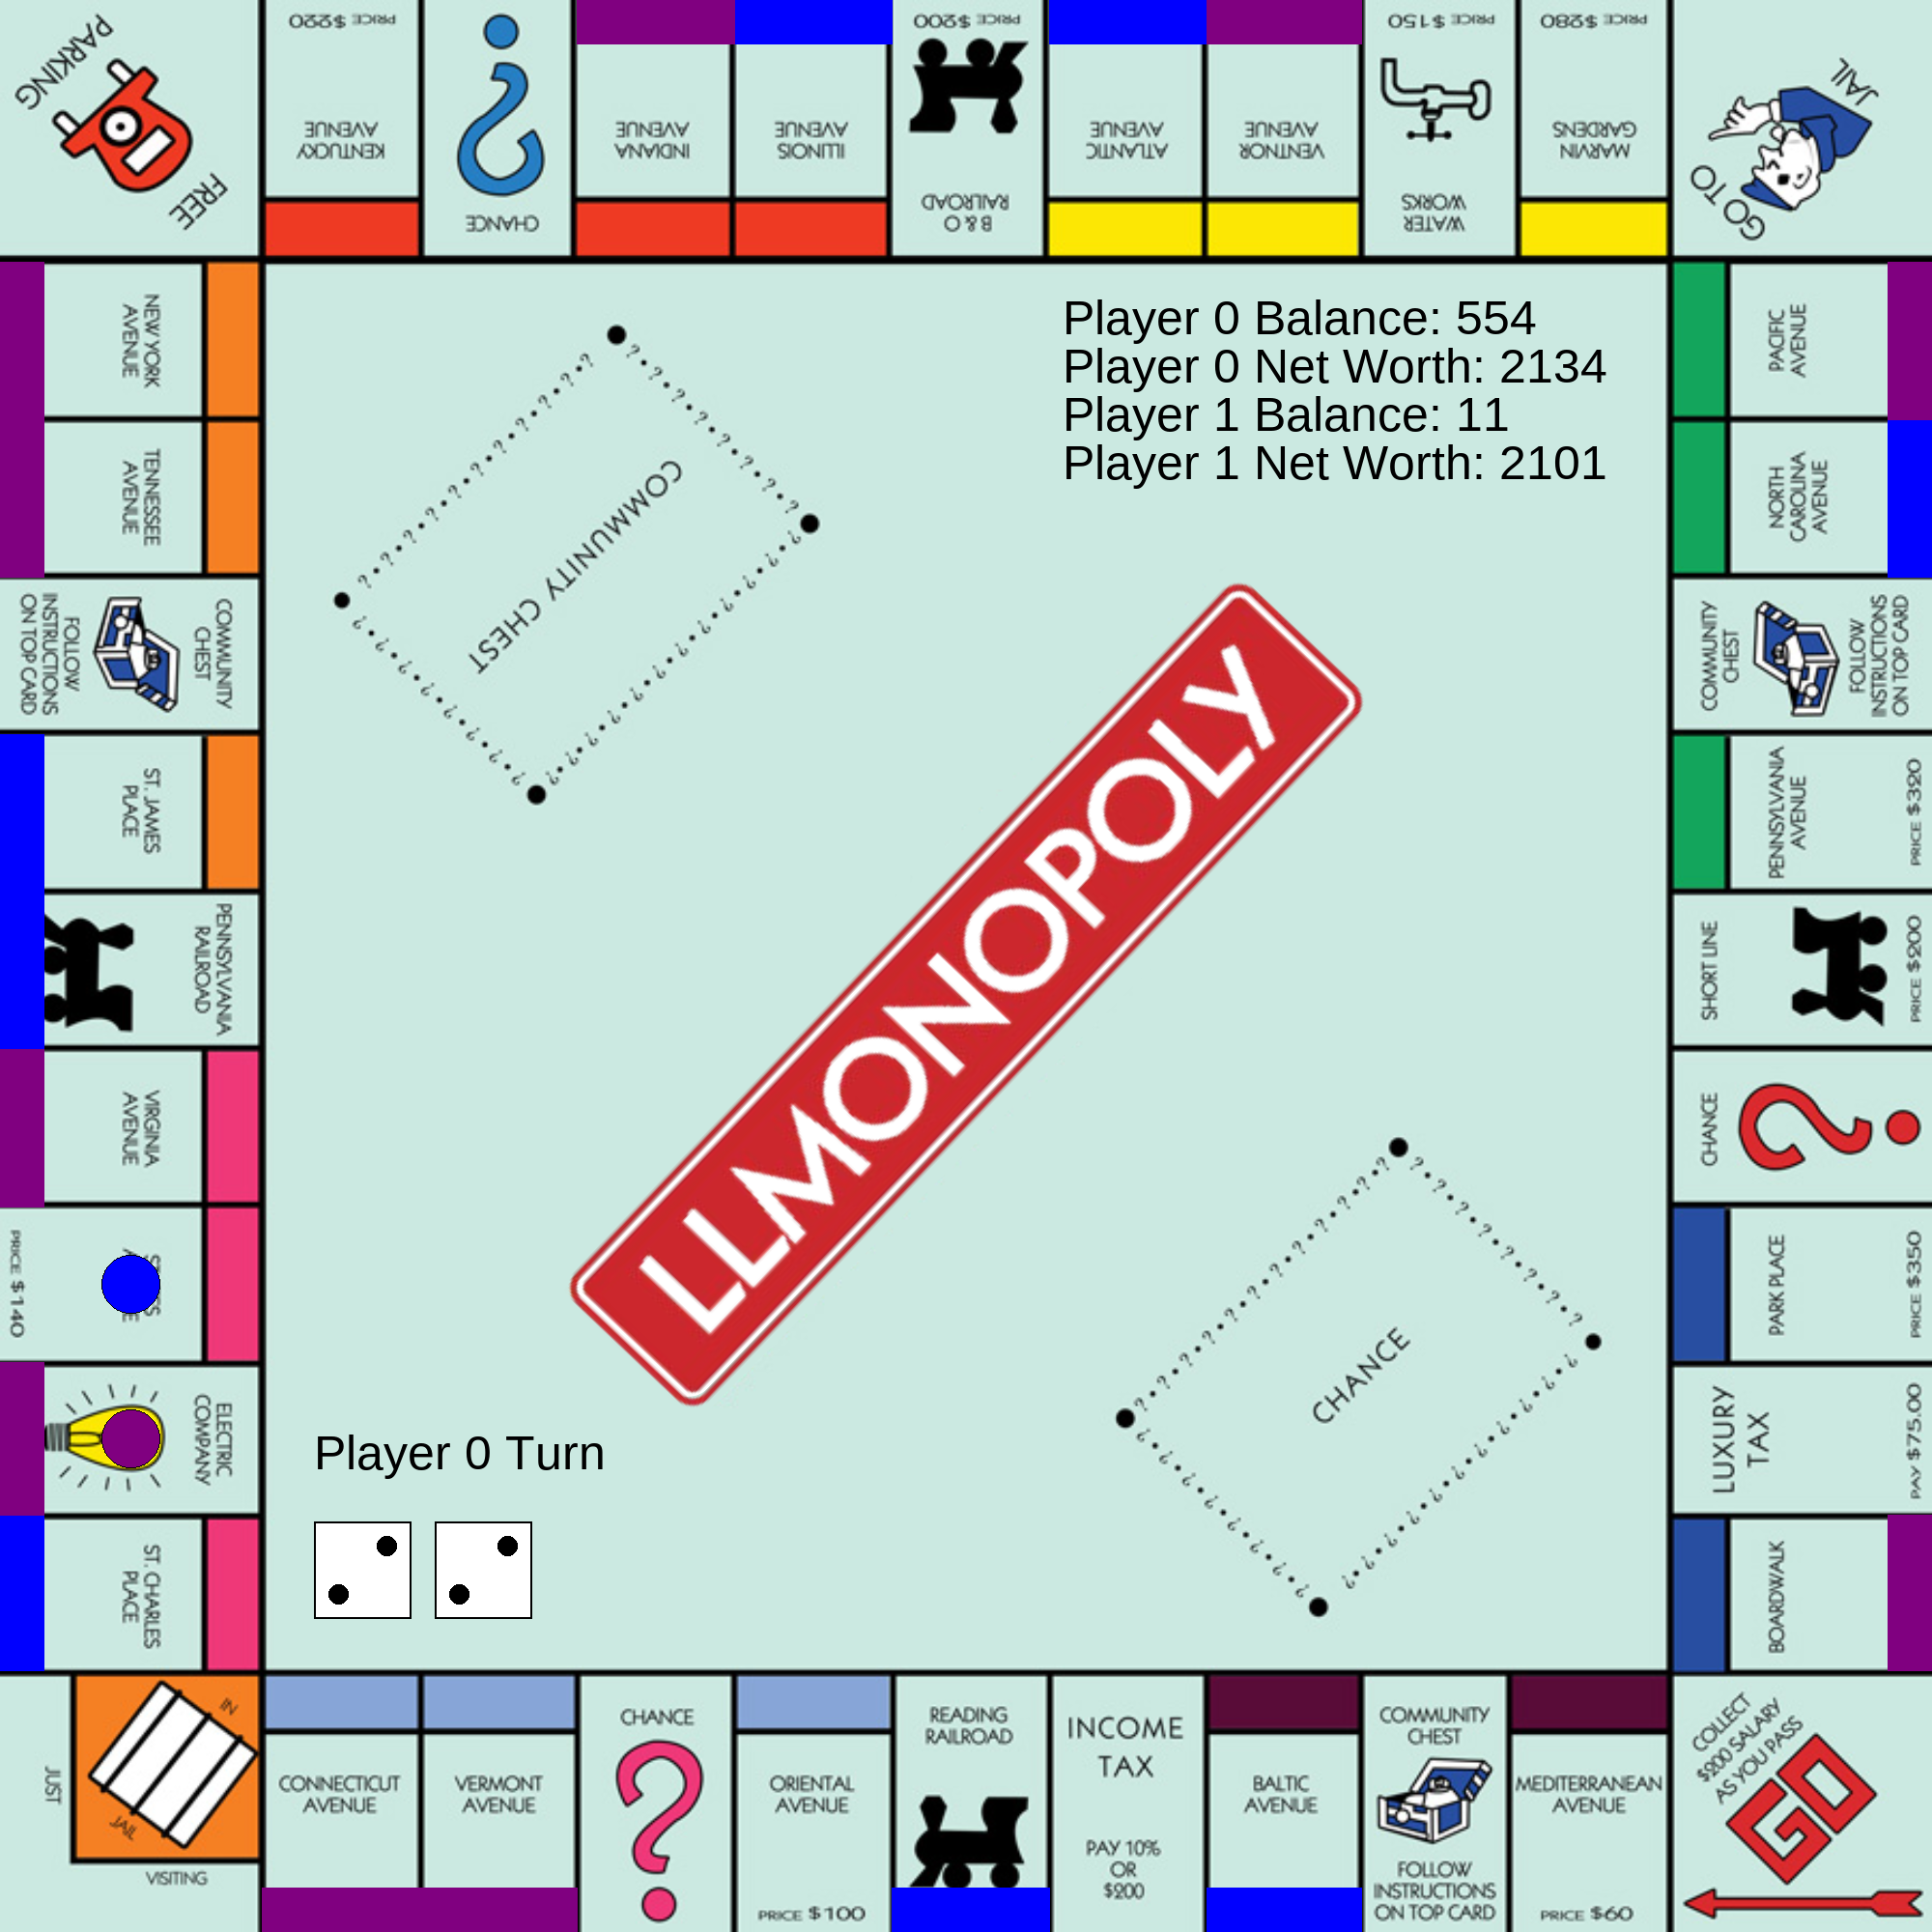 PARKING
FREE
PRICE $220
KENTUCKY
AVENUE
CHANCE
INDIANA
AVENUE
ILLINOIS
AVENUE
PRICE $200
B & O
RAILROAD
ATLANTIC
AVENUE
VENTNOR
AVENUE
PRICE $150
WATER
WORKS
PRICE $280
MARVIN
GARDENS
GO TO
JAIL
NEW YORK
AVENUE
TENNESSEE
AVENUE
COMMUNITY
CHEST
FOLLOW
INSTRUCTIONS
ON TOP CARD
ST. JAMES
PLACE
PENNSYLVANIA
RAILROAD
VIRGINIA
AVENUE
PRICE $140
ELECTRIC
COMPANY
ST. CHARLES
PLACE
Player 0 Balance: 554
Player 0 Net Worth: 2134
Player 1 Balance: 11
Player 1 Net Worth: 2101
COMMUNITY CHEST
LLMONOPOLY
CHANCE
Player 0 Turn
PACIFIC
AVENUE
NORTH
CAROLINA
AVENUE
COMMUNITY
CHEST
FOLLOW
INSTRUCTIONS
ON TOP CARD
PENNSYLVANIA
AVENUE
PRICE $320
SHORT LINE
PRICE $200
CHANCE
PARK PLACE
PRICE $350
LUXURY
TAX
PAY $75.00
BOARDWALK
JUST
VISITING
IN
JAIL
CONNECTICUT
AVENUE
VERMONT
AVENUE
CHANCE
ORIENTAL
AVENUE
PRICE $100
READING
RAILROAD
INCOME
TAX
PAY 10%
OR
$200
BALTIC
AVENUE
COMMUNITY
CHEST
FOLLOW
INSTRUCTIONS
ON TOP CARD
MEDITERRANEAN
AVENUE
PRICE $60
COLLECT
$200 SALARY
AS YOU PASS
GO